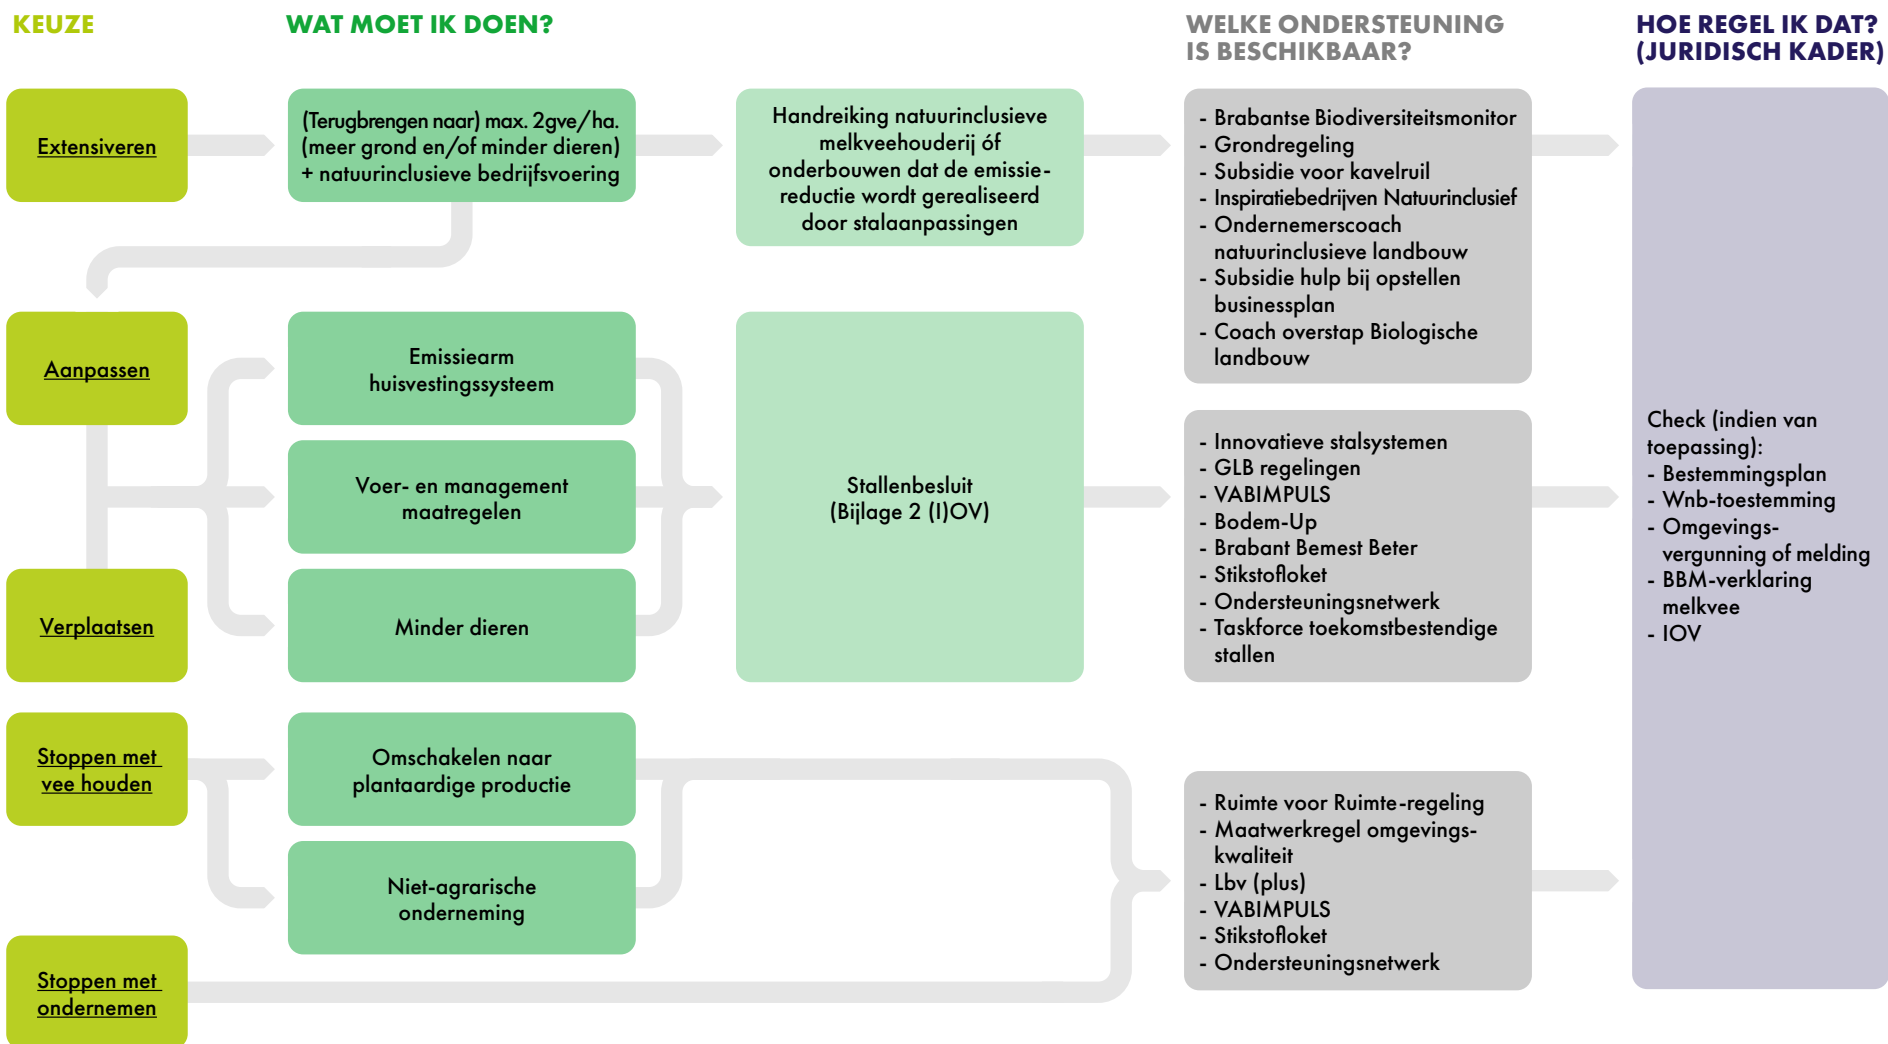 KEUZE
WAT MOET IK DOEN?
WELKE ONDERSTEUNING
IS BESCHIKBAAR?
HOE REGEL IK DAT?
(JURIDISCH KADER)
Extensiveren
(Terugbrengen naar) max. 2gve/ha.
(meer grond en/of minder dieren)
+ natuurinclusieve bedrijfsvoering
Handreiking natuurinclusieve
melkveehouderij óf
onderbouwen dat de emissie-
reductie wordt gerealiseerd
door stalaanpassingen
- Brabantse Biodiversiteitsmonitor
- Grondregeling
- Subsidie voor kavelruil
- Inspiratiebedrijven Natuurinclusief
- Ondernemerscoach
natuurinclusieve landbouw
- Subsidie hulp bij opstellen
businessplan
- Coach overstap Biologische
landbouw
Aanpassen
Verplaatsen
Emissiearm
huisvestingssysteem
Voer- en management
maatregelen
Minder dieren
Stallenbesluit
(Bijlage 2 (I)OV)
- Innovatieve stalsystemen
- GLB regelingen
- VABIMPULS
- Bodem-Up
- Brabant Bemest Beter
- Stikstofloket
- Ondersteuningsnetwerk
- Taskforce toekomstbestendige
stallen
Stoppen met
vee houden
Omschakelen naar
plantaardige productie
Niet-agrarische
onderneming
Stoppen met
ondernemen
- Ruimte voor Ruimte-regeling
- Maatwerkregel omgevings-
kwaliteit
- Lbv (plus)
- VABIMPULS
- Stikstofloket
- Ondersteuningsnetwerk
Check (indien van
toepassing):
- Bestemmingsplan
- Wnb-toestemming
- Omgevings-
vergunning of melding
- BBM-verklaring
melkvee
- IOV